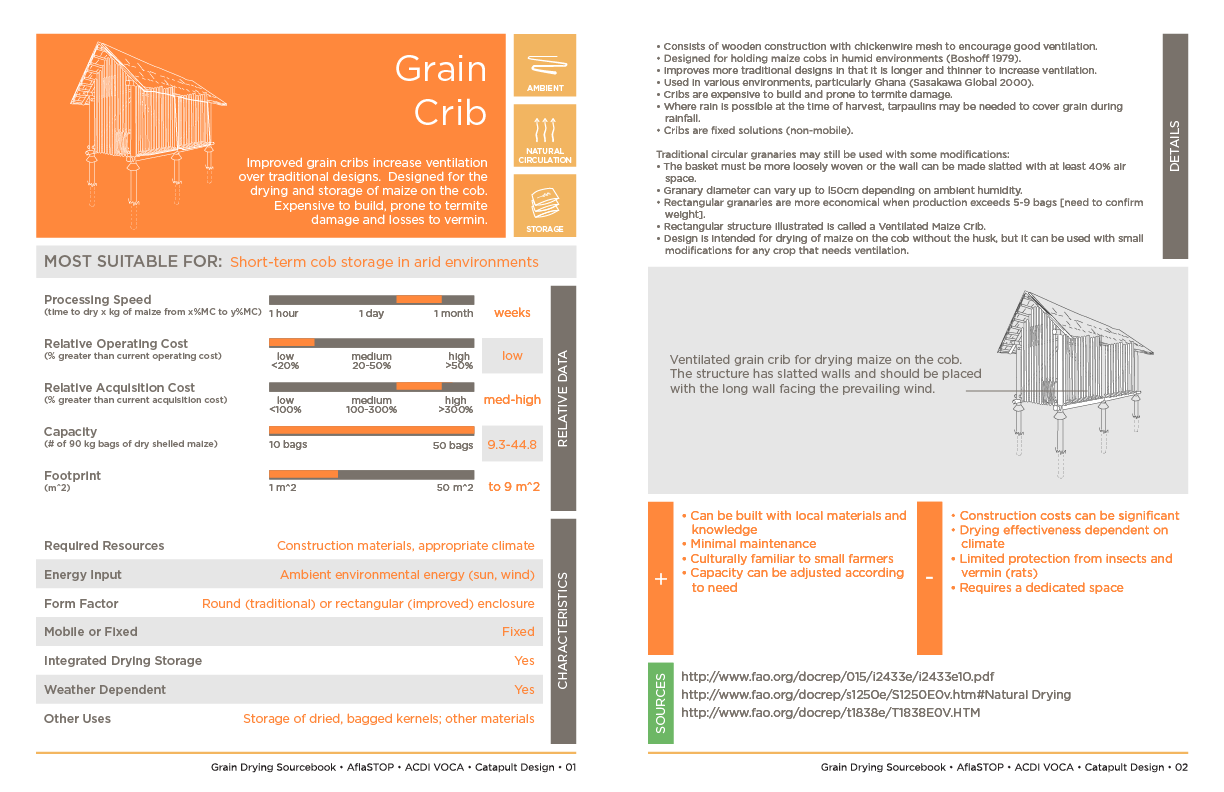 Grain
Crib
Improved grain cribs increase ventilation
over traditional designs. Designed for the
drying and storage of maize on the cob.
Expensive to build, prone to termite
damage and losses to vermin.
AMBIENT
NATURAL
CIRCULATION
STORAGE
MOST SUITABLE FOR: Short-term cob storage in arid environments
Processing Speed
(time to dry x kg of maize from x%MC to y%MC)
1 hour 1 day 1 month
weeks
Relative Operating Cost
(% greater than current operating cost)
low medium high
<20% 20-50% >50%
low
Relative Acquisition Cost
(% greater than current acquisition cost)
low medium high
<100% 100-300% >300%
med-high
Capacity
(# of 90 kg bags of dry shelled maize)
10 bags 50 bags
9.3-44.8
Footprint
(m^2)
1 m^2 50 m^2
to 9 m^2
RELATIVE DATA
Required Resources Construction materials, appropriate climate
Energy Input Ambient environmental energy (sun, wind)
Form Factor Round (traditional) or rectangular (improved) enclosure
Mobile or Fixed Fixed
Integrated Drying Storage Yes
Weather Dependent Yes
Other Uses Storage of dried, bagged kernels; other materials
CHARACTERISTICS
Grain Drying Sourcebook • AflaSTOP • ACDI VOCA • Catapult Design • 01
• Consists of wooden construction with chickenwire mesh to encourage good ventilation.
• Designed for holding maize cobs in humid environments (Boshoff 1979).
• Improves more traditional designs in that it is longer and thinner to increase ventilation.
• Used in various environments, particularly Ghana (Sasakawa Global 2000).
• Cribs are expensive to build and prone to termite damage.
• Where rain is possible at the time of harvest, tarpaulins may be needed to cover grain during
rainfall.
• Cribs are fixed solutions (non-mobile).
Traditional circular granaries may still be used with some modifications:
• The basket must be more loosely woven or the wall can be made slatted with at least 40% air
space.
• Granary diameter can vary up to 150cm depending on ambient humidity.
• Rectangular granaries are more economical when production exceeds 5-9 bags [need to confirm
weight].
• Rectangular structure illustrated is called a Ventilated Maize Crib.
• Design is intended for drying of maize on the cob without the husk, but it can be used with small
modifications for any crop that needs ventilation.
DETAILS
Ventilated grain crib for drying maize on the cob.
The structure has slatted walls and should be placed
with the long wall facing the prevailing wind.
+
• Can be built with local materials and
knowledge
• Minimal maintenance
• Culturally familiar to small farmers
• Capacity can be adjusted according
to need
-
• Construction costs can be significant
• Drying effectiveness dependent on
climate
• Limited protection from insects and
vermin (rats)
• Requires a dedicated space
SOURCES
http://www.fao.org/docrep/015/i2433e/i2433e10.pdf
http://www.fao.org/docrep/s1250e/S1250E0v.htm#Natural Drying
http://www.fao.org/docrep/t1838e/T1838E0V.HTM
Grain Drying Sourcebook • AflaSTOP • ACDI VOCA • Catapult Design • 02